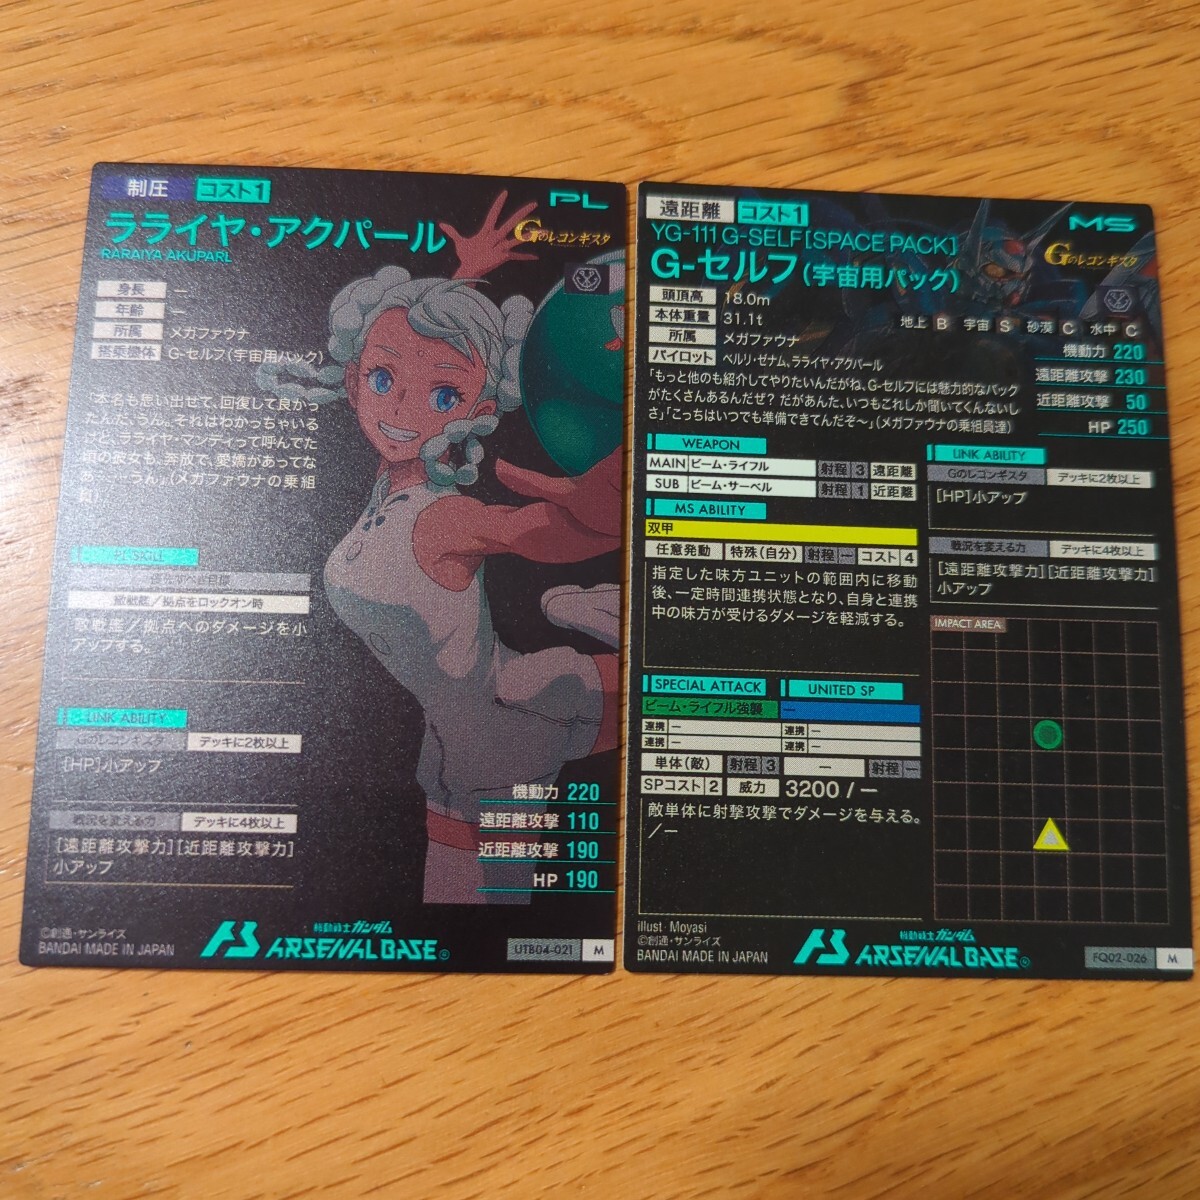 制圧 コスト1
PL
ラライヤ・アクパール
RARAIYA AKUPARL
Gのレコンギスタ
身長 ー
年齢 ー
所属 メガファウナ
搭乗機体 G-セルフ(宇宙用パック)
「本名も思い出せて、回復して良かっ
けど、ラライヤ・マンディって呼んでた
頃の彼女も、奔放で、愛嬌があってな
(メガファウナの乗組
員)
PL SIGLE
敵戦艦／拠点をロックオン時
敵戦艦／拠点へのダメージを小
アップする。
LINK ABILITY
Gのレコンギスタ デッキに2枚以上
[HP]小アップ
戦況を変える力 デッキに4枚以上
[遠距離攻撃力][近距離攻撃力]
小アップ
機動力 220
遠距離攻撃 110
近距離攻撃 190
HP 190
©創通・サンライズ
BANDAI MADE IN JAPAN
機動戦士ガンダム
ARSENAL BASE®
UTB04-021 M
遠距離 コスト1
MS
YG-111 G-SELF[SPACE PACK]
G-セルフ(宇宙用パック)
Gのレコンギスタ
頭頂高 18.0m
本体重量 31.1t
所属 メガファウナ
パイロット ベルリ・ゼナム、ラライヤ・アクパール
地上 B 宇宙 S 砂漠 C 水中 C
「もっと他のも紹介してやりたいんだがね、G-セルフには魅力的なパック
がたくさんあるんだぜ? だがあんた、いつもこれしか聞いてくんないし
さ」「こっちはいつでも準備できてんだぞ〜」(メガファウナの乗組員達)
機動力 220
遠距離攻撃 230
近距離攻撃 50
HP 250
WEAPON
MAIN ビーム・ライフル 射程 3 遠距離
SUB ビーム・サーベル 射程 1 近距離
MS ABILITY
双甲
任意発動 特殊(自分) 射程 ー コスト 4
指定した味方ユニットの範囲内に移動
後、一定時間連携状態となり、自身と連携
中の味方が受けるダメージを軽減する。
LINK ABILITY
Gのレコンギスタ デッキに2枚以上
[HP]小アップ
戦況を変える力 デッキに4枚以上
[遠距離攻撃力][近距離攻撃力]
小アップ
IMPACT AREA
SPECIAL ATTACK UNITED SP
ビーム・ライフル強襲 ー
連携 ー 連携 ー
連携 ー 連携 ー
単体(敵) 射程 3 ー 射程 ー
SPコスト 2 威力 3200 / ー
敵単体に射撃攻撃でダメージを与える。
／ー
illust Moyasi
©創通・サンライズ
BANDAI MADE IN JAPAN
機動戦士ガンダム
ARSENAL BASE®
FQ02-026 M